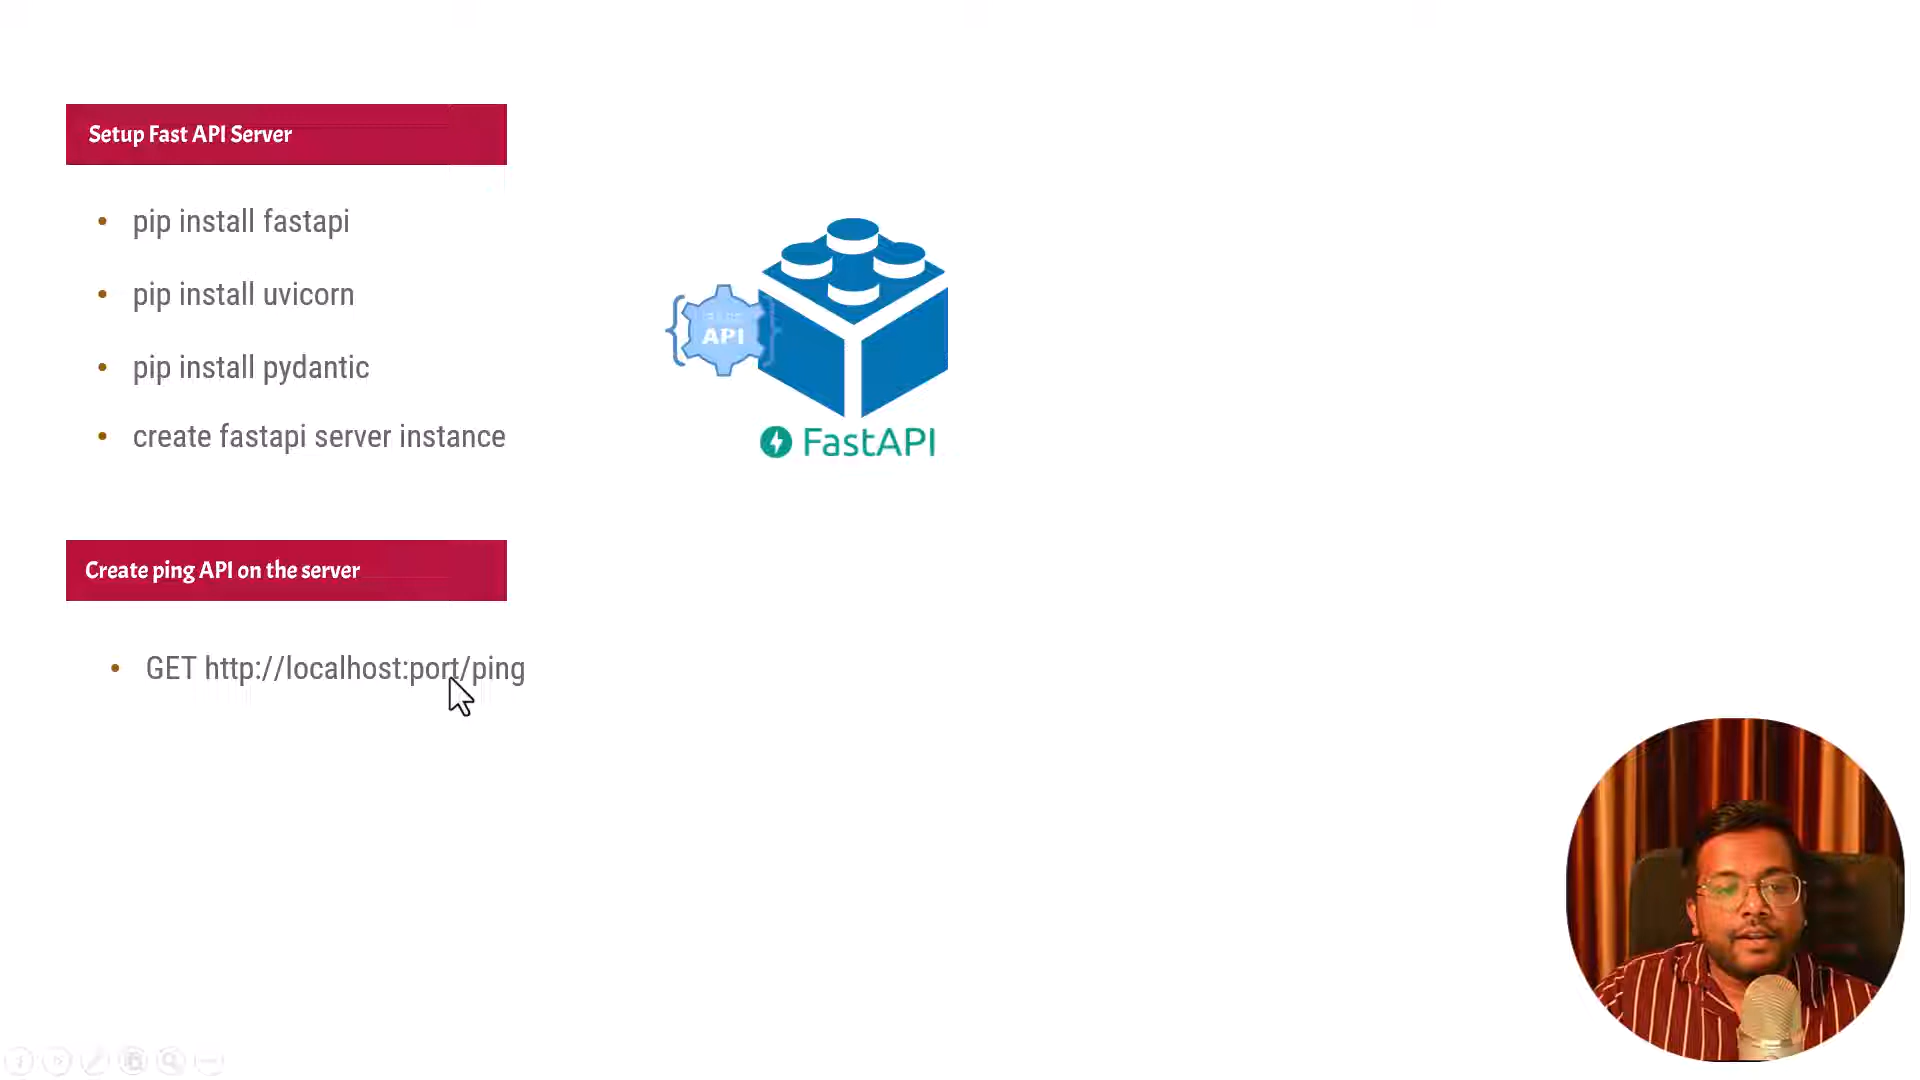 Setup Fast API Server
pip install fastapi
pip install uvicorn
pip install pydantic
create fastapi server instance
API
FastAPI
Create ping API on the server
GET http://localhost:port/ping